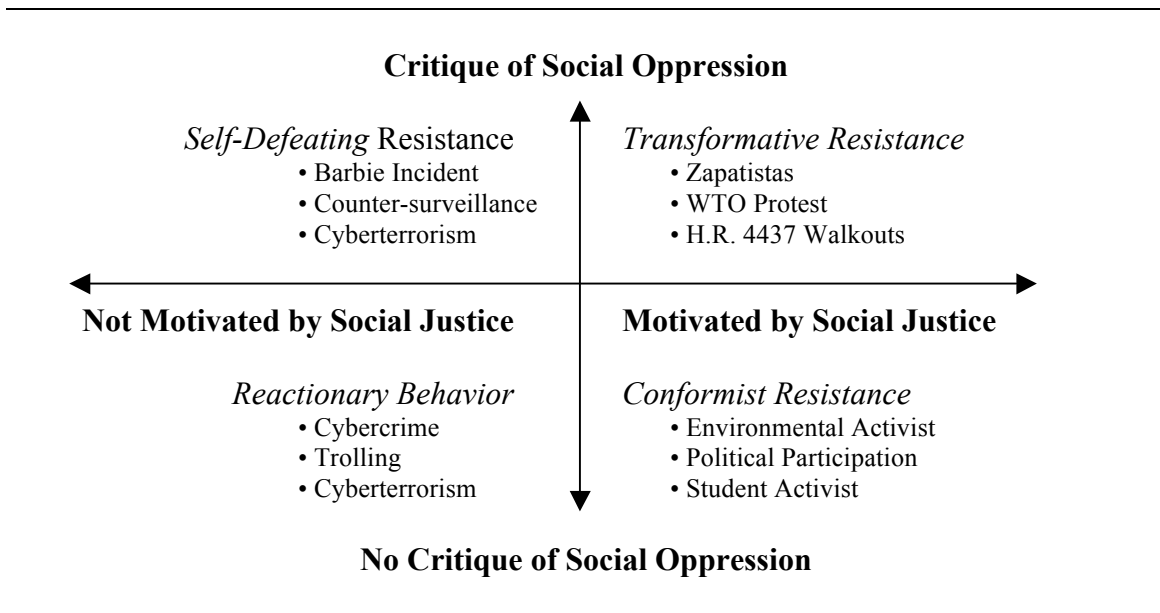 Critique of Social Oppression
Self-Defeating Resistance
• Barbie Incident
• Counter-surveillance
• Cyberterrorism
Transformative Resistance
• Zapatistas
• WTO Protest
• H.R. 4437 Walkouts
Not Motivated by Social Justice
Motivated by Social Justice
Reactionary Behavior
• Cybercrime
• Trolling
• Cyberterrorism
Conformist Resistance
• Environmental Activist
• Political Participation
• Student Activist
No Critique of Social Oppression